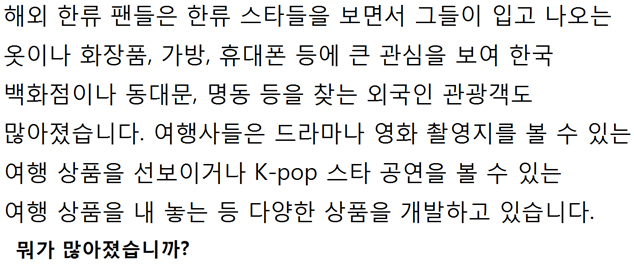 해외 한류 팬들은 한류 스타들을 보면서 그들이 입고 나오는
옷이나 화장품, 가방, 휴대폰 등에 큰 관심을 보여 한국
백화점이나 동대문, 명동 등을 찾는 외국인 관광객도
많아졌습니다. 여행사들은 드라마나 영화 촬영지를 볼 수 있는
여행 상품을 선보이거나 K-pop 스타 공연을 볼 수 있는
여행 상품을 내 놓는 등 다양한 상품을 개발하고 있습니다.
뭐가 많아졌습니까?